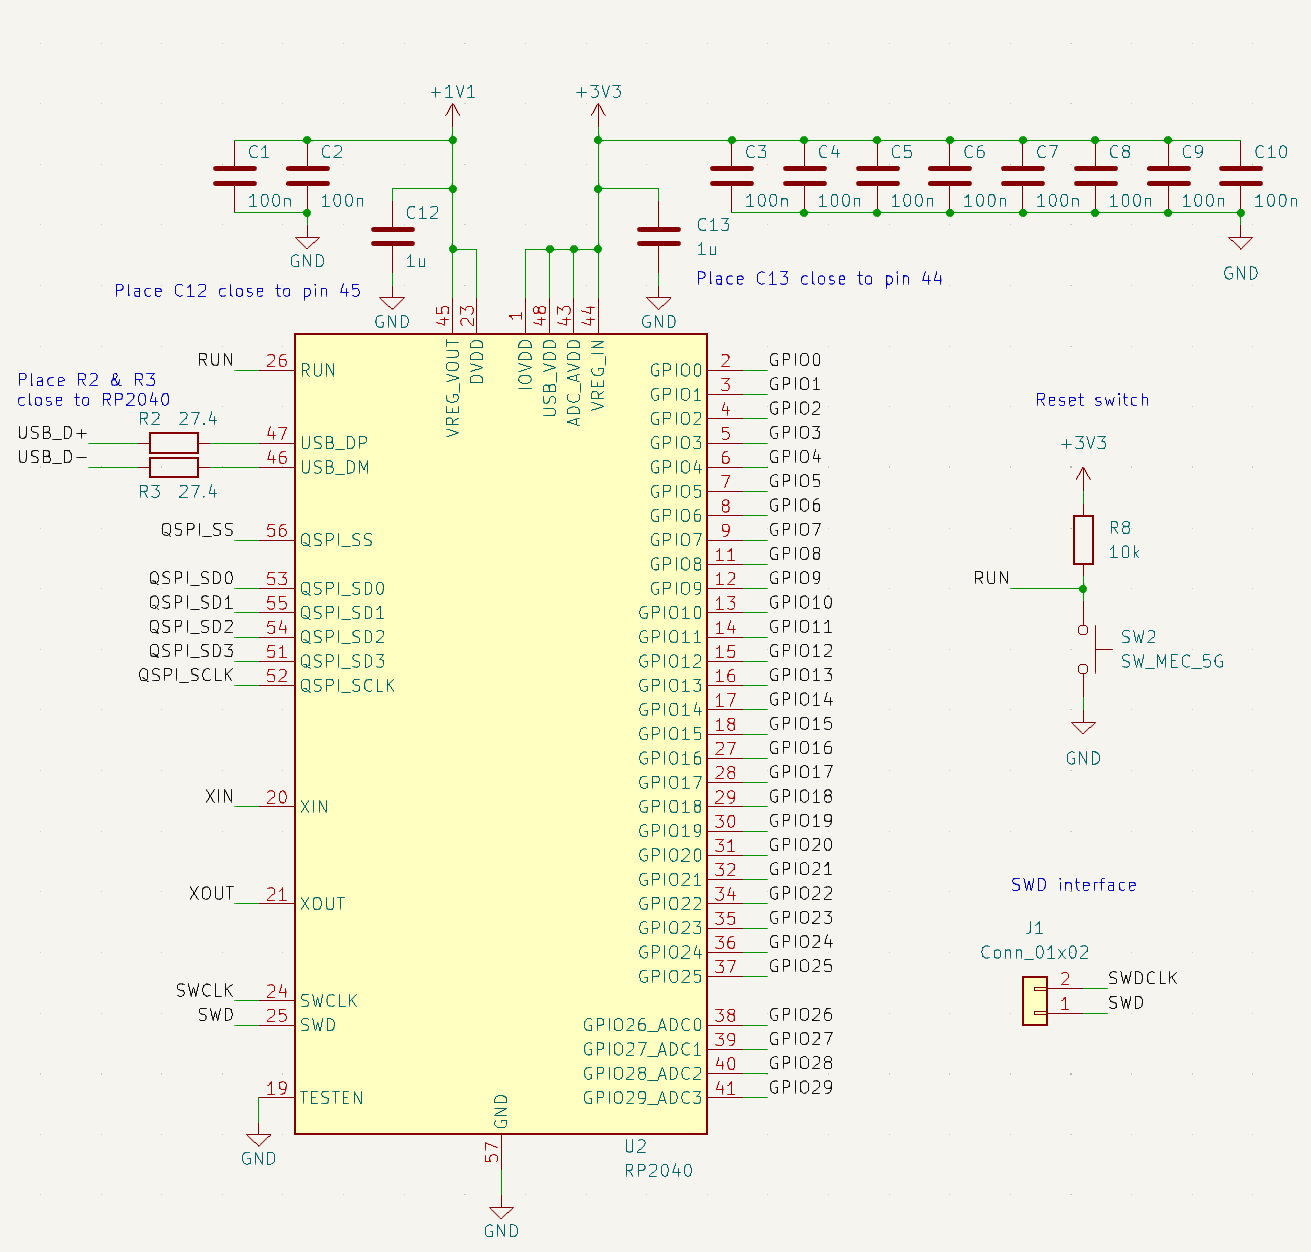 +1V1
+3V3
C1
C2
C3
C4
C5
C6
C7
C8
C9
C10
100n
100n
100n
100n
100n
100n
100n
100n
100n
100n
C12
1u
C13
1u
GND
GND
Place C12 close to pin 45
Place C13 close to pin 44
GND
GND
45
23
1
48
43
44
VREG_VOUT
DVDD
IOVDD
USB_VDD
ADC_AVDD
VREG_IN
RUN
26
RUN
Place R2 & R3
close to RP2040
R2 27.4
USB_D+
47
USB_DP
USB_D-
46
USB_DM
R3 27.4
QSPI_SS
56
QSPI_SS
QSPI_SD0
53
QSPI_SD0
QSPI_SD1
55
QSPI_SD1
QSPI_SD2
54
QSPI_SD2
QSPI_SD3
51
QSPI_SD3
QSPI_SCLK
52
QSPI_SCLK
XIN
20
XIN
XOUT
21
XOUT
SWCLK
24
SWCLK
SWD
25
SWD
19
TESTEN
GND
GPIO0 2 GPIO0
GPIO1 3 GPIO1
GPIO2 4 GPIO2
GPIO3 5 GPIO3
GPIO4 6 GPIO4
GPIO5 7 GPIO5
GPIO6 8 GPIO6
GPIO7 9 GPIO7
GPIO8 11 GPIO8
GPIO9 12 GPIO9
GPIO10 13 GPIO10
GPIO11 14 GPIO11
GPIO12 15 GPIO12
GPIO13 16 GPIO13
GPIO14 17 GPIO14
GPIO15 18 GPIO15
GPIO16 27 GPIO16
GPIO17 28 GPIO17
GPIO18 29 GPIO18
GPIO19 30 GPIO19
GPIO20 31 GPIO20
GPIO21 32 GPIO21
GPIO22 34 GPIO22
GPIO23 35 GPIO23
GPIO24 36 GPIO24
GPIO25 37 GPIO25
GPIO26_ADC0 38 GPIO26
GPIO27_ADC1 39 GPIO27
GPIO28_ADC2 40 GPIO28
GPIO29_ADC3 41 GPIO29
GND
57
GND
U2
RP2040
Reset switch
+3V3
R8
10k
RUN
SW2
SW_MEC_5G
GND
SWD interface
J1
Conn_01x02
2 SWDCLK
1 SWD